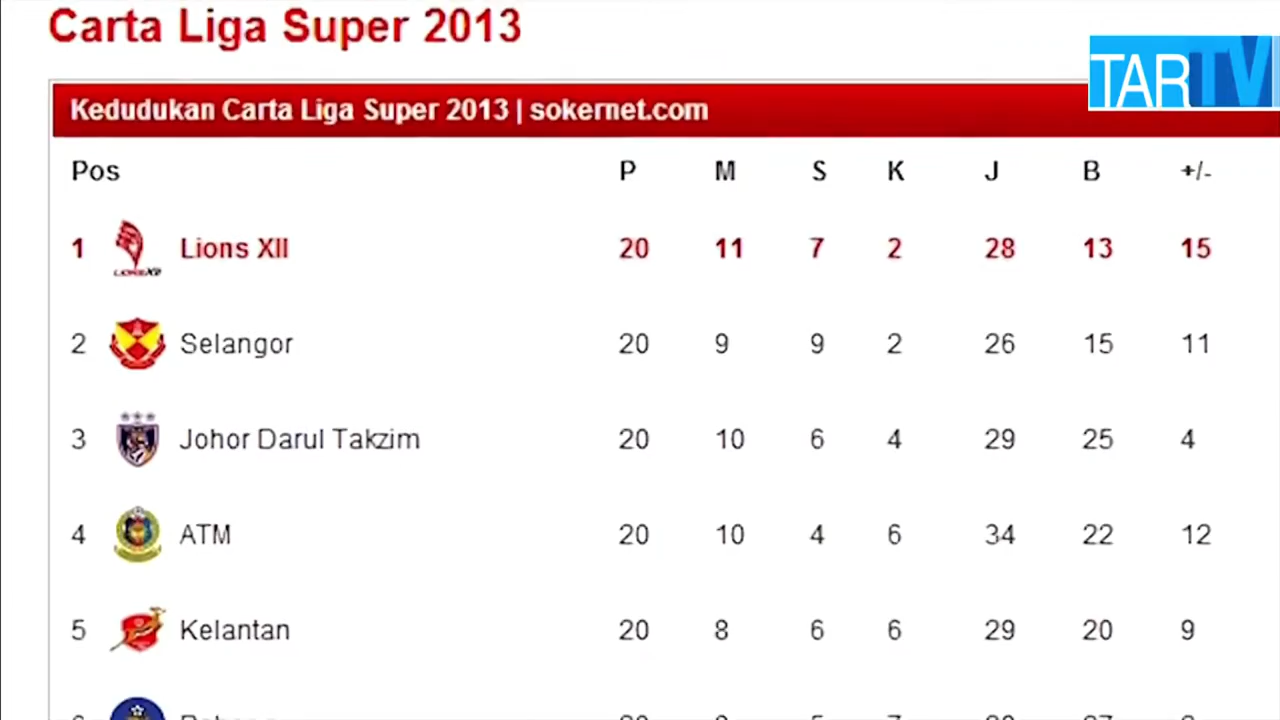 Carta Liga Super 2013
TARTV
Kedudukan Carta Liga Super 2013 | sokernet.com
Pos P M S K J B +/-
1 LIONSXII Lions XII 20 11 7 2 28 13 15
2 Selangor 20 9 9 2 26 15 11
3 Johor Darul Takzim 20 10 6 4 29 25 4
4 ATM 20 10 4 6 34 22 12
5 Kelantan 20 8 6 6 29 20 9